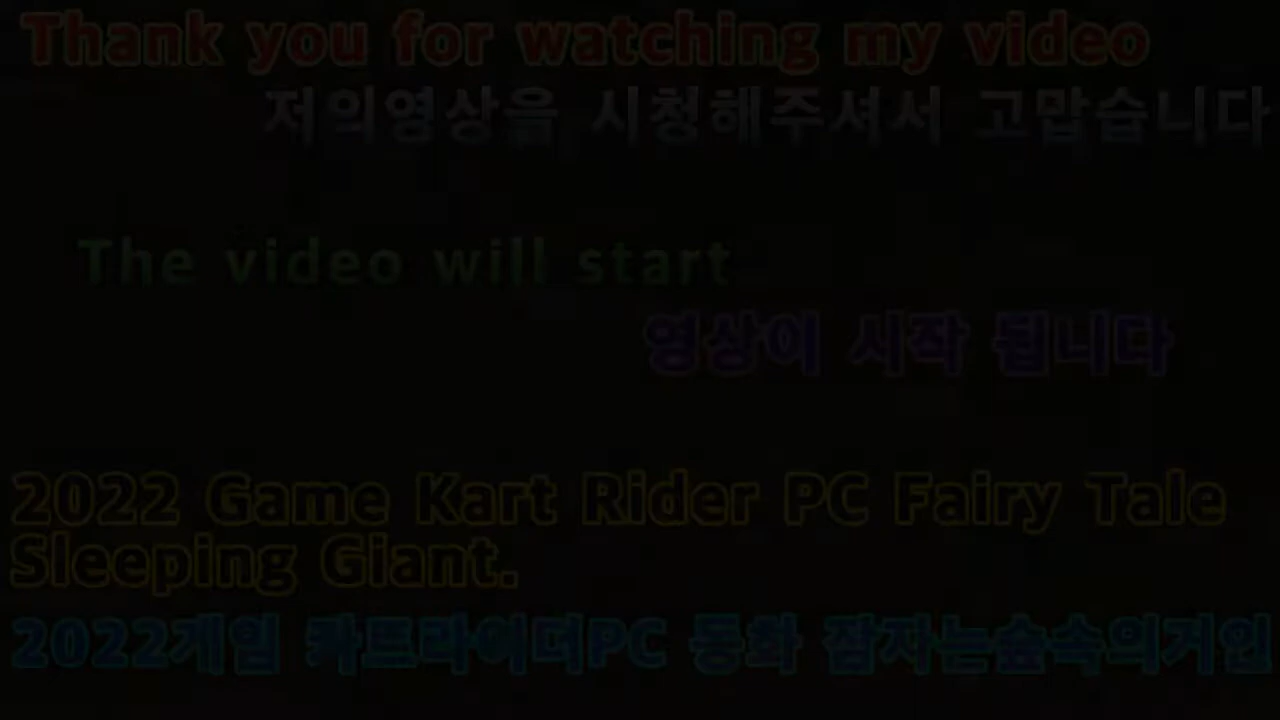 Thank you for watching my video
저의영상을 시청해주셔서 고맙습니다
The video will start
영상이 시작 됩니다
2022 Game Kart Rider PC Fairy Tale
Sleeping Giant.
2022게임 카트라이더PC 동화 잠자는숲속의거인